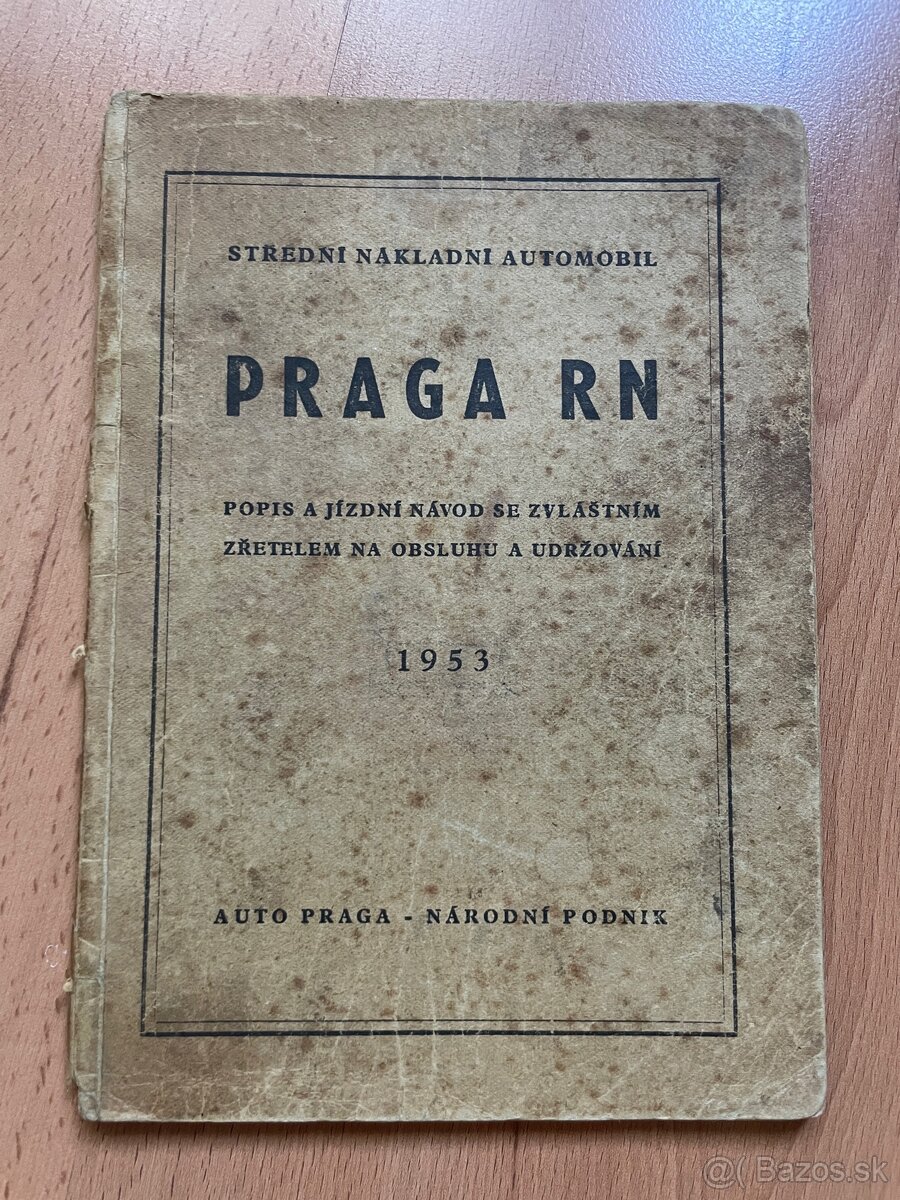 STŘEDNÍ NÁKLADNÍ AUTOMOBIL
PRAGA RN
POPIS A JÍZDNÍ NÁVOD SE ZVLÁŠTNÍM
ZŘETELEM NA OBSLUHU A UDRŽOVÁNÍ
1953
AUTO PRAGA - NÁRODNÍ PODNIK
@( Bazos.sk